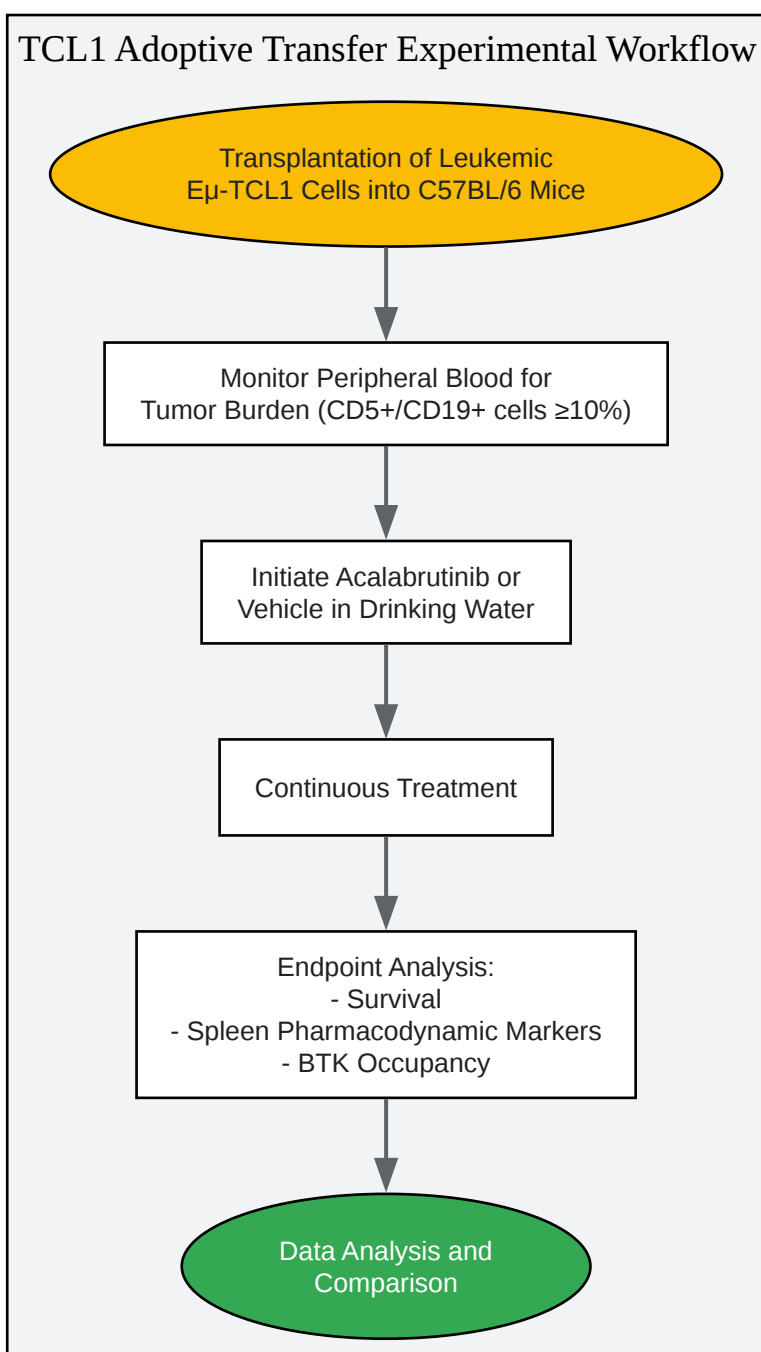 TCL1 Adoptive Transfer Experimental Workflow
Transplantation of Leukemic
Eμ-TCL1 Cells into C57BL/6 Mice
Monitor Peripheral Blood for
Tumor Burden (CD5+/CD19+ cells ≥10%)
Initiate Acalabrutinib or
Vehicle in Drinking Water
Continuous Treatment
Endpoint Analysis:
- Survival
- Spleen Pharmacodynamic Markers
- BTK Occupancy
Data Analysis and
Comparison